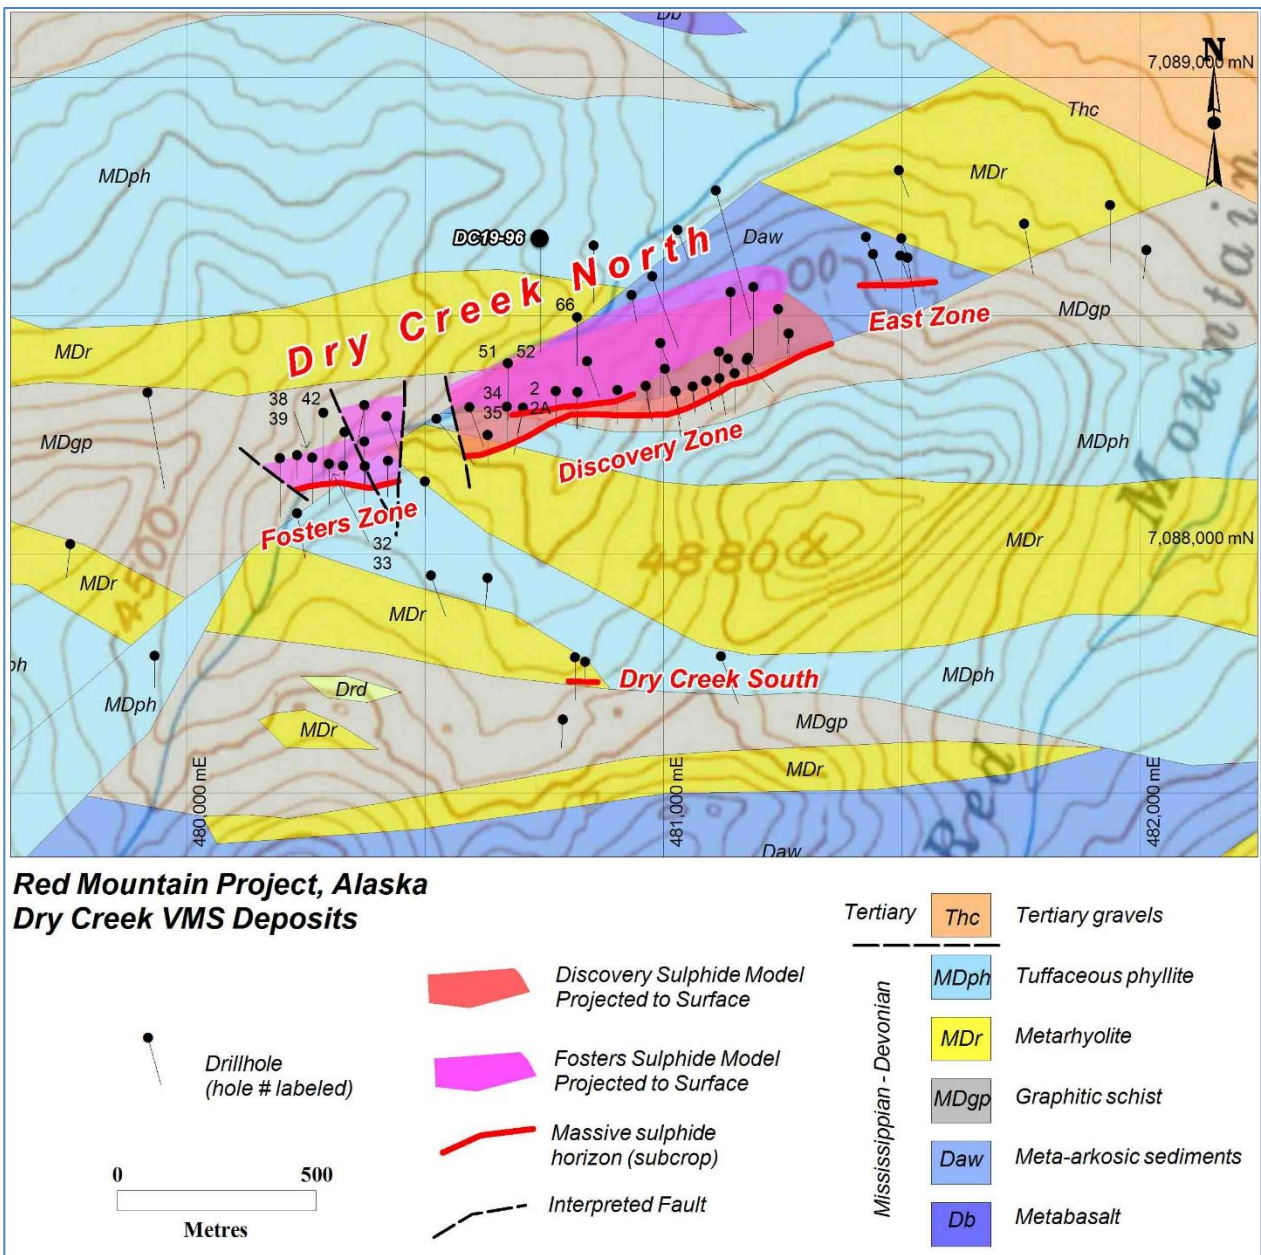 Db
N
7,089,000 mN
Thc
MDph
MDr
DC19-96
Daw
Dry Creek North
66
MDgp
East Zone
MDr
51 52
38 42
39
34 2
35 2A
MDgp
Discovery Zone
MDph
Fosters Zone
4500
32
33
4880
MDr
7,088,000 mN
MDr
MDr
Red Mountain
ph
MDph
Drd
MDr
Dry Creek South
MDph
MDgp
MDr
480,000 mE
481,000 mE
482,000 mE
Daw
Red Mountain Project, Alaska
Dry Creek VMS Deposits
Drillhole
(hole # labeled)
0 500
Metres
Discovery Sulphide Model
Projected to Surface
Fosters Sulphide Model
Projected to Surface
Massive sulphide
horizon (subcrop)
Interpreted Fault
Tertiary
Mississippian - Devonian
Thc Tertiary gravels
MDph Tuffaceous phyllite
MDr Metarhyolite
MDgp Graphitic schist
Daw Meta-arkosic sediments
Db Metabasalt